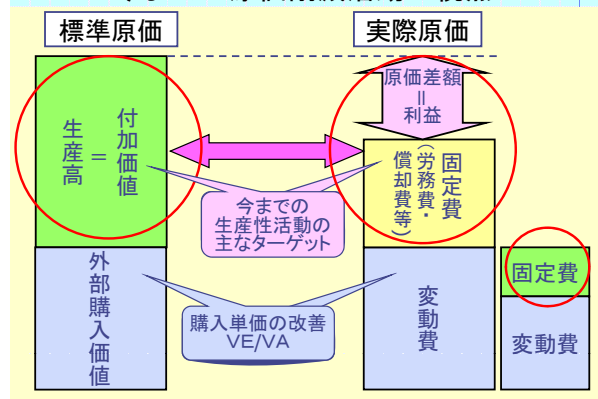 標準原価
実際原価
原価差額
＝
利益
生産高
＝
付加価値
固定費
(労務費・
償却費等)
今までの
生産性活動の
主なターゲット
外部購入価値
購入単価の改善
VE/VA
変動費
固定費
変動費